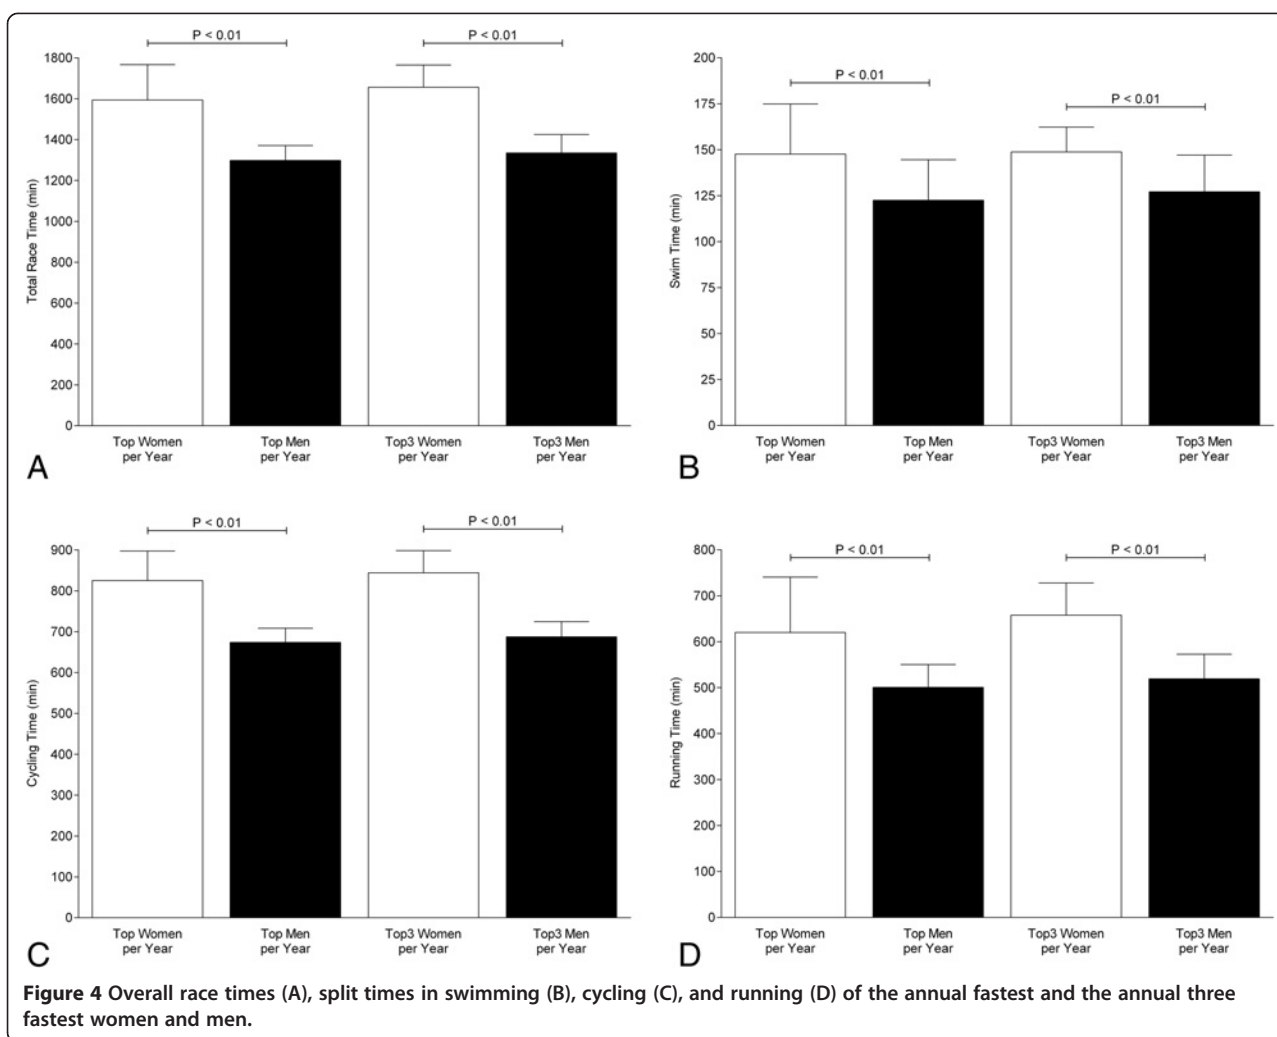 P < 0.01
P < 0.01
Total Race Time (min)
1800
1600
1400
1200
1000
800
600
400
200
0
Top Women
per Year
Top Men
per Year
Top3 Women
per Year
Top3 Men
per Year
A
P < 0.01
P < 0.01
Swim Time (min)
200
175
150
125
100
75
50
25
0
Top Women
per Year
Top Men
per Year
Top3 Women
per Year
Top3 Men
per Year
B
P < 0.01
P < 0.01
Cycling Time (min)
900
800
700
600
500
400
300
200
100
0
Top Women
per Year
Top Men
per Year
Top3 Women
per Year
Top3 Men
per Year
C
P < 0.01
P < 0.01
Running Time (min)
800
700
600
500
400
300
200
100
0
Top Women
per Year
Top Men
per Year
Top3 Women
per Year
Top3 Men
per Year
D
Figure 4 Overall race times (A), split times in swimming (B), cycling (C), and running (D) of the annual fastest and the annual three
fastest women and men.